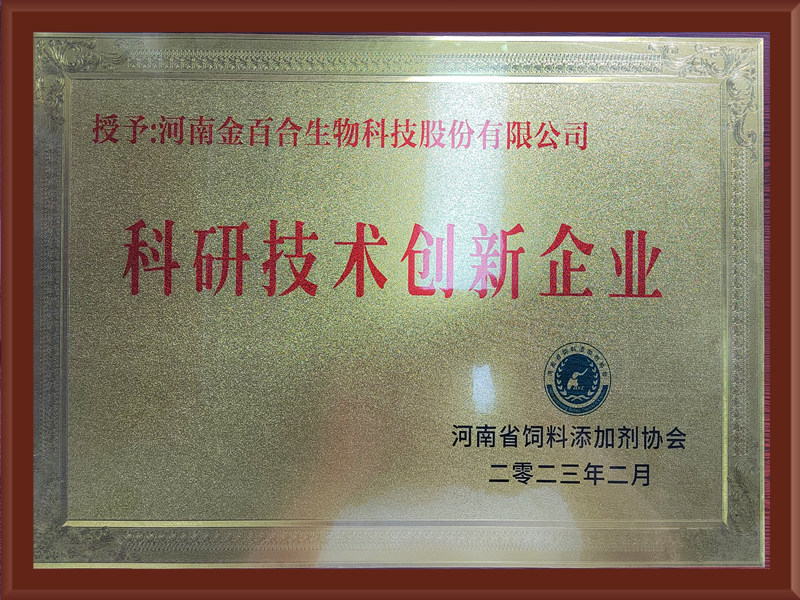 授予:河南金百合生物科技股份有限公司
科研技术创新企业
河南省饲料添加剂协会
二零二三年二月